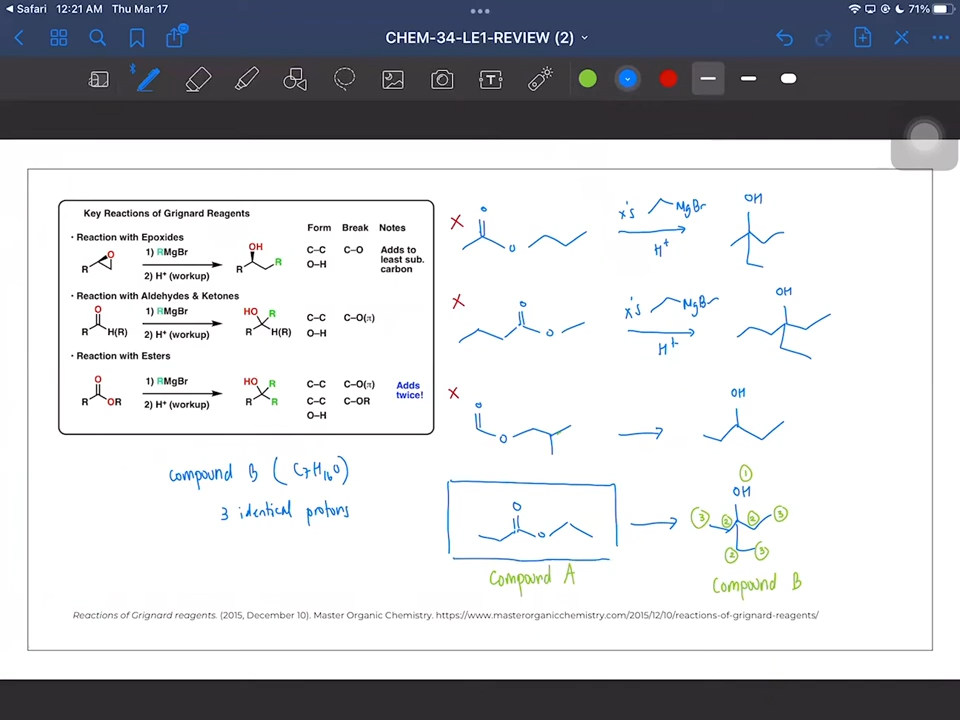 Safari 12:21 AM Thu Mar 17 71%
CHEM-34-LE1-REVIEW (2)
T
Key Reactions of Grignard Reagents
Form Break Notes
• Reaction with Epoxides
R O 1) RMgBr 2) H⁺ (workup) OH R R
C–C C–O Adds to
O–H least sub.
carbon
• Reaction with Aldehydes & Ketones
O R H(R) 1) RMgBr 2) H⁺ (workup) HO R R H(R)
C–C C–O(π)
O–H
• Reaction with Esters
O R OR 1) RMgBr 2) H⁺ (workup) HO R R R
C–C C–O(π) Adds
C–C C–OR twice!
O–H
compound B (C₇H₁₆O)
3 identical protons
X O O x's MgBr H⁺ OH
X O O x's MgBr H⁺ OH
X O O OH
O O
Compound A
1
OH
3 2 2 3
2 3
Compound B
Reactions of Grignard reagents. (2015, December 10). Master Organic Chemistry. https://www.masterorganicchemistry.com/2015/12/10/reactions-of-grignard-reagents/